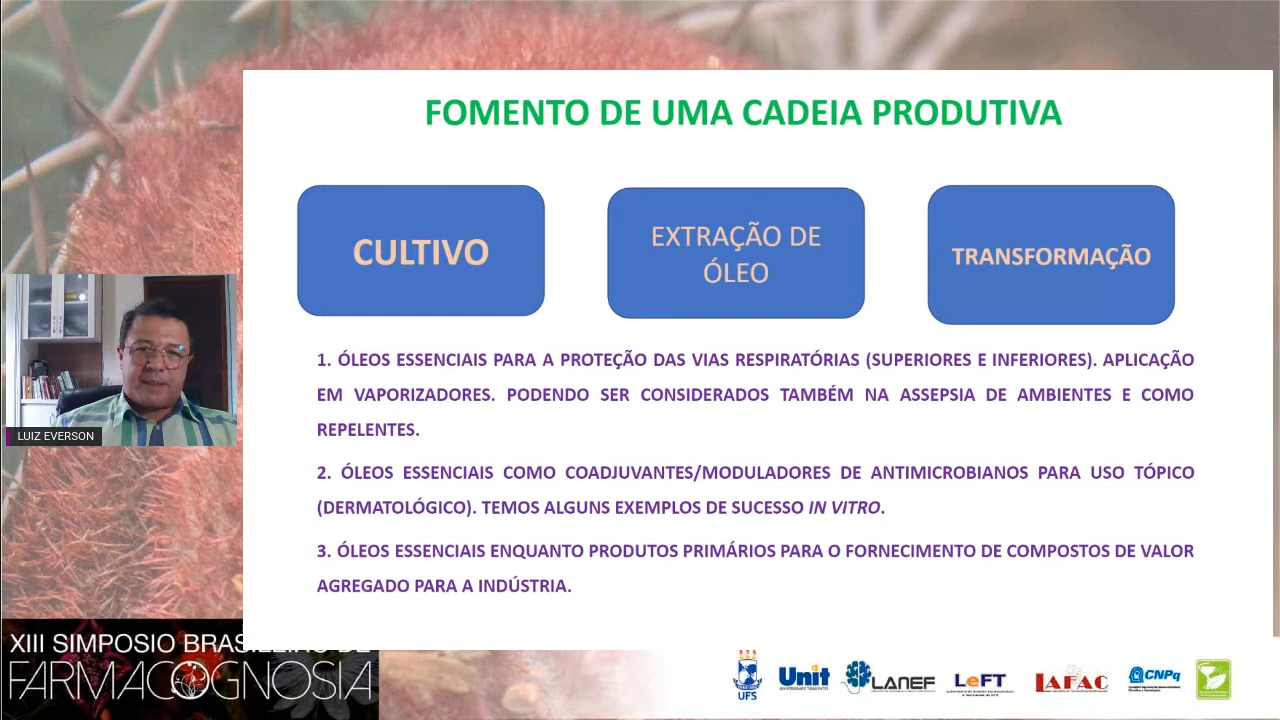 FOMENTO DE UMA CADEIA PRODUTIVA
CULTIVO
EXTRAÇÃO DE
ÓLEO
TRANSFORMAÇÃO
1. ÓLEOS ESSENCIAIS PARA A PROTEÇÃO DAS VIAS RESPIRATÓRIAS (SUPERIORES E INFERIORES). APLICAÇÃO
EM VAPORIZADORES. PODENDO SER CONSIDERADOS TAMBÉM NA ASSEPSIA DE AMBIENTES E COMO
REPELENTES.
2. ÓLEOS ESSENCIAIS COMO COADJUVANTES/MODULADORES DE ANTIMICROBIANOS PARA USO TÓPICO
(DERMATOLÓGICO). TEMOS ALGUNS EXEMPLOS DE SUCESSO IN VITRO.
3. ÓLEOS ESSENCIAIS ENQUANTO PRODUTOS PRIMÁRIOS PARA O FORNECIMENTO DE COMPOSTOS DE VALOR
AGREGADO PARA A INDÚSTRIA.
LUIZ EVERSON
XIII SIMPOSIO BRASILEIRO DE
FARMACOGNOSIA
UFS
Unit
LANEF
LeFT
LAFAC
CNPq